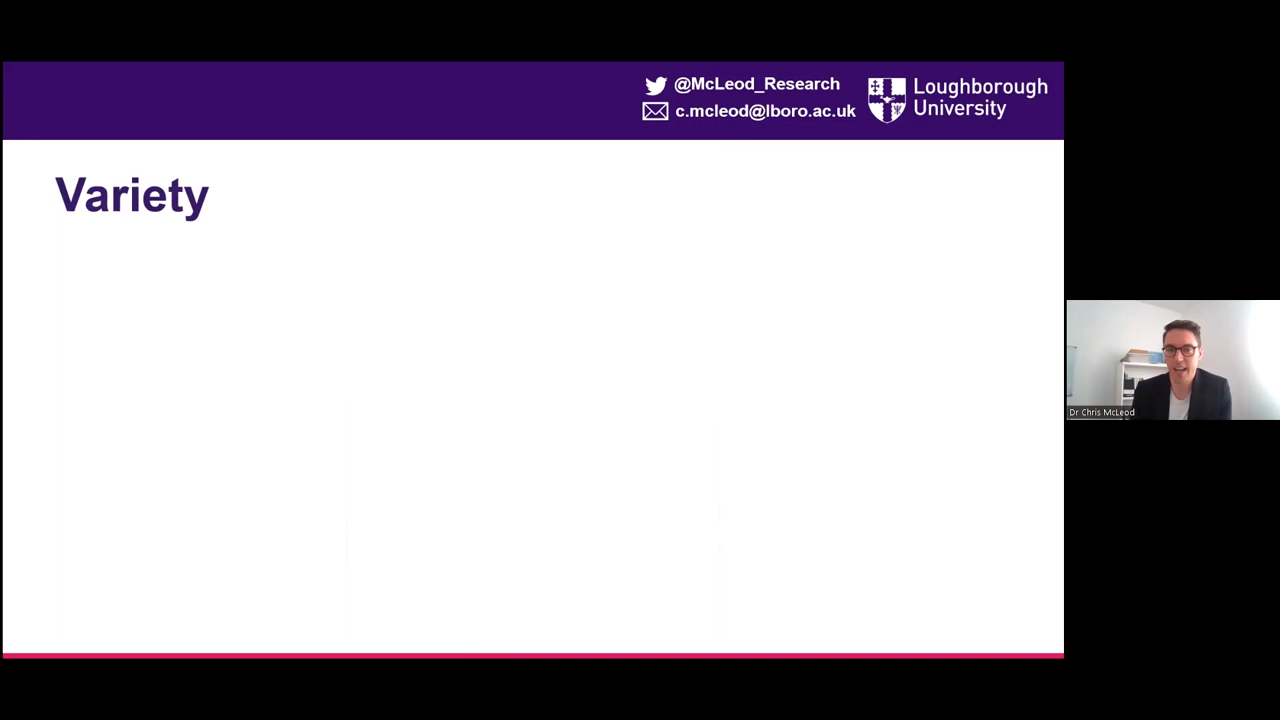 @McLeod_Research
c.mcleod@lboro.ac.uk
Loughborough
University
Variety
Dr Chris McLeod